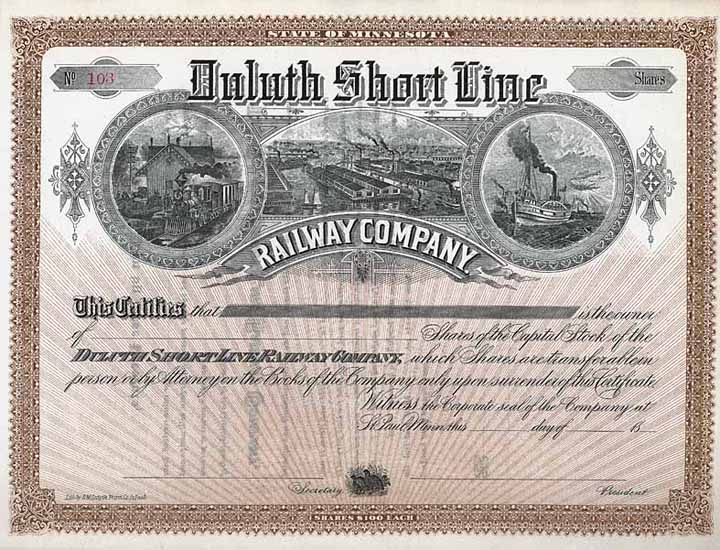 STATE OF MINNESOTA
No 103
Shares
Duluth Short Line
RAILWAY COMPANY.
This Certifies that is the owner
of Shares of the Capital Stock of the
DULUTH SHORT LINE RAILWAY COMPANY, which Shares are transferable in
person or by Attorney on the Books of the Company only upon surrender of this Certificate.
Witness the Corporate seal of the Company at
St. Paul Minn. this day of 18
Secretary
President
SHARES $100 EACH